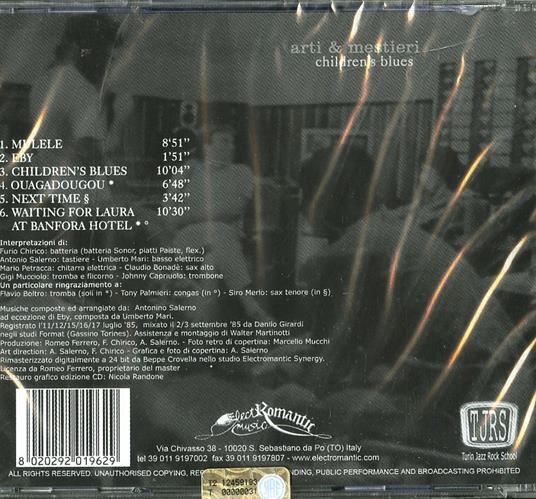 arti & mestieri
children's blues
1. MULELE 8'51"
2. EBY 1'51"
3. CHILDREN'S BLUES 10'04"
4. OUAGADOUGOU * 6'48"
5. NEXT TIME § 3'42"
6. WAITING FOR LAURA 10'30"
AT BANFORA HOTEL * °
Interpretazioni di:
Furio Chirico: batteria (batteria Sonor, piatti Paiste, flex.)
Antonino Salerno: tastiere - Umberto Mari: basso elettrico
Mario Petracca: chitarra elettrica - Claudio Bonadè: sax alto
Gigi Mucciolo: tromba e flicorno - Johnny Capriuolo: trombone
Un particolare ringraziamento a:
Flavio Boltro: tromba (soli in *) - Tony Palmieri: congas (in °) - Siro Merlo: sax tenore (in §)
Musiche composte ed arrangiate da: Antonino Salerno
ad eccezione di Eby, composta da Umberto Mari.
Registrato l'11/12/15/16/17 luglio '85, mixato il 2/3 settembre '85 da Danilo Girardi
negli studi Format (Gassino Torinese). Assistenza e montaggio di Walter Martinotti
Produzione: Romeo Ferrero, F. Chirico, A. Salerno. - Foto retro di copertina: Marcello Mucchi
Art direction: A. Salerno, F. Chirico - Grafica e foto di copertina: A. Salerno
Rimasterizzato digitalmente a 24 bit da Beppe Crovella nello studio Electromantic Synergy.
Licenza da Romeo Ferrero, proprietario del master
Restauro grafico edizione CD: Nicola Randone
8 020292 019629
Electromantic
music
Via Chivasso 38 - 10020 S. Sebastiano da Po (TO) Italy
tel 39 011 9197002 fax 39 011 9197807 - www.electromantic.com
TJRS
Turin Jazz Rock School
ALL RIGHTS RESERVED. UNAUTHORISED COPYING, PUBLIC PERFORMANCE AND BROADCASTING PROHIBITED